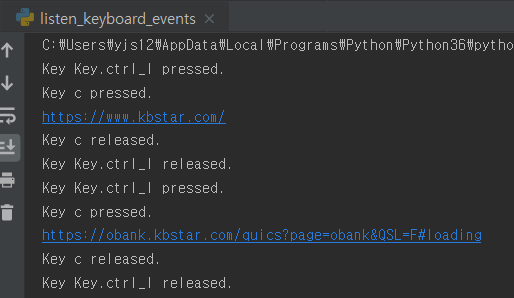 listen_keyboard_events
C:₩Users₩yjs12₩AppData₩Local₩Programs₩Python₩Python36₩pytho
Key Key.ctrl_l pressed.
Key c pressed.
https://www.kbstar.com/
Key c released.
Key Key.ctrl_l released.
Key Key.ctrl_l pressed.
Key c pressed.
https://obank.kbstar.com/quics?page=obank&QSL=F#loading
Key c released.
Key Key.ctrl_l released.